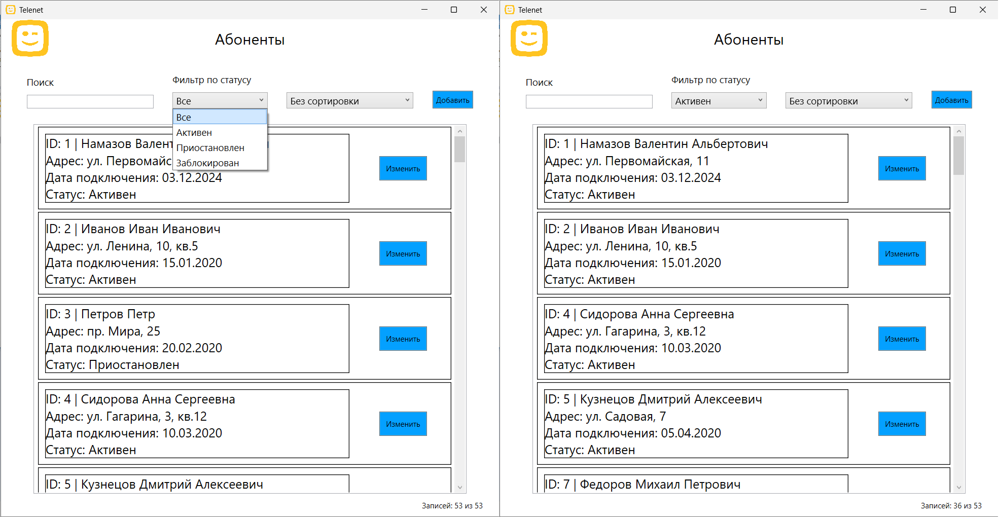 Telenet
Абоненты
Поиск
Фильтр по статусу
Все
Без сортировки
Добавить
Все
Активен
Приостановлен
Заблокирован
ID: 1 | Намазов Валент
Адрес: ул. Первомайс
Дата подключения: 03.12.2024
Статус: Активен
Изменить
ID: 2 | Иванов Иван Иванович
Адрес: ул. Ленина, 10, кв.5
Дата подключения: 15.01.2020
Статус: Активен
Изменить
ID: 3 | Петров Петр
Адрес: пр. Мира, 25
Дата подключения: 20.02.2020
Статус: Приостановлен
Изменить
ID: 4 | Сидорова Анна Сергеевна
Адрес: ул. Гагарина, 3, кв.12
Дата подключения: 10.03.2020
Статус: Активен
Изменить
ID: 5 | Кузнецов Дмитрий Алексеевич
Записей: 53 из 53
Telenet
Абоненты
Поиск
Фильтр по статусу
Активен
Без сортировки
Добавить
ID: 1 | Намазов Валентин Альбертович
Адрес: ул. Первомайская, 11
Дата подключения: 03.12.2024
Статус: Активен
Изменить
ID: 2 | Иванов Иван Иванович
Адрес: ул. Ленина, 10, кв.5
Дата подключения: 15.01.2020
Статус: Активен
Изменить
ID: 4 | Сидорова Анна Сергеевна
Адрес: ул. Гагарина, 3, кв.12
Дата подключения: 10.03.2020
Статус: Активен
Изменить
ID: 5 | Кузнецов Дмитрий Алексеевич
Адрес: ул. Садовая, 7
Дата подключения: 05.04.2020
Статус: Активен
Изменить
ID: 7 | Федоров Михаил Петрович
Записей: 36 из 53